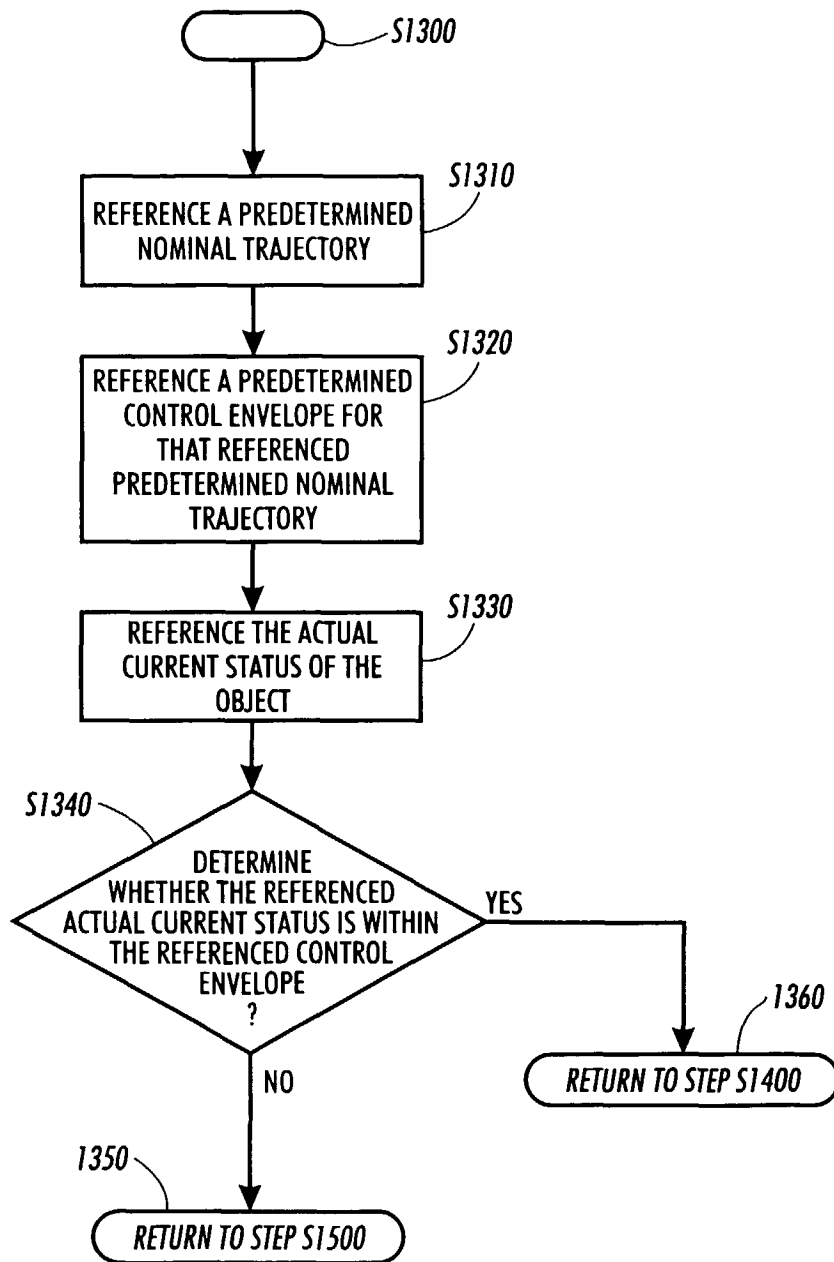 S1300
S1310
REFERENCE A PREDETERMINED
NOMINAL TRAJECTORY
S1320
REFERENCE A PREDETERMINED
CONTROL ENVELOPE FOR
THAT REFERENCED
PREDETERMINED NOMINAL
TRAJECTORY
S1330
REFERENCE THE ACTUAL
CURRENT STATUS OF THE
OBJECT
S1340
DETERMINE
WHETHER THE REFERENCED
ACTUAL CURRENT STATUS IS WITHIN
THE REFERENCED CONTROL
ENVELOPE
?
YES
1360
RETURN TO STEP S1400
NO
1350
RETURN TO STEP S1500